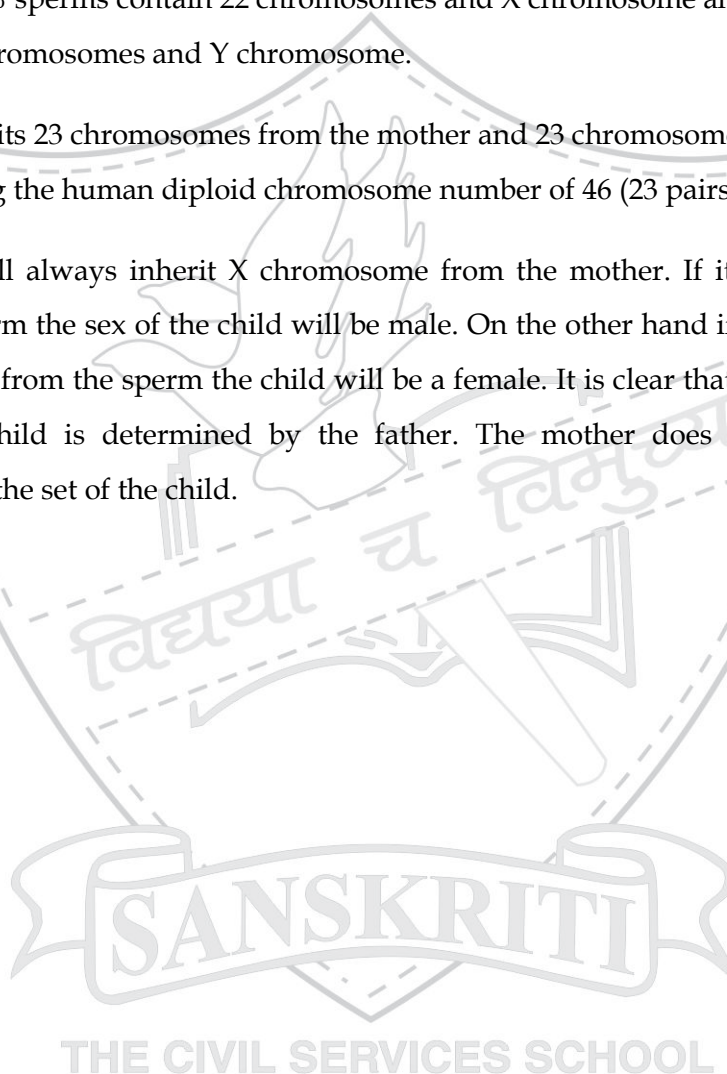 sperms contain 22 chromosomes and X chromosome
romosomes and Y chromosome.
its 23 chromosomes from the mother and 23 chromosom
the human diploid chromosome number of 46 (23 pairs
ll always inherit X chromosome from the mother. If i
rm the sex of the child will be male. On the other hand i
from the sperm the child will be a female. It is clear tha
hild is determined by the father. The mother does
the set of the child.
विद्यया च विमुच्य
SANSKRITI
THE CIVIL SERVICES SCHOOL